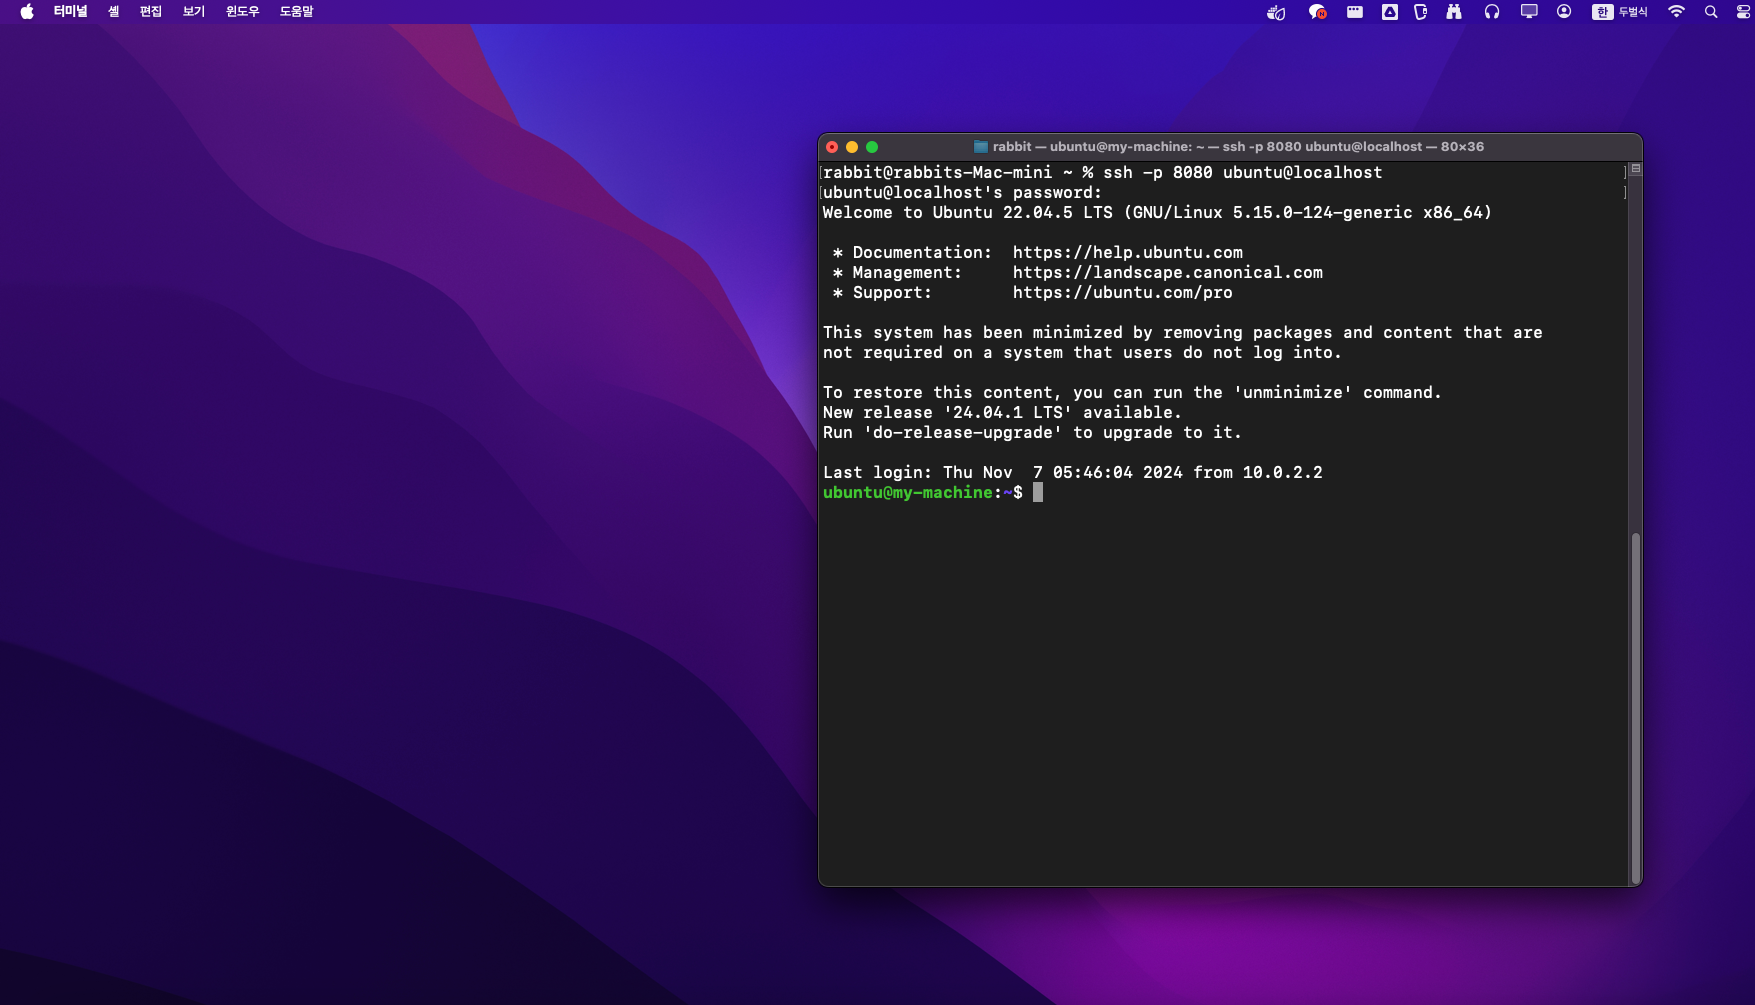 터미널 셸 편집 보기 윈도우 도움말 한 두벌식
rabbit — ubuntu@my-machine: ~ — ssh -p 8080 ubuntu@localhost — 80×36
[rabbit@rabbits-Mac-mini ~ % ssh -p 8080 ubuntu@localhost ]
[ubuntu@localhost's password: ]
Welcome to Ubuntu 22.04.5 LTS (GNU/Linux 5.15.0-124-generic x86_64)
* Documentation: https://help.ubuntu.com
* Management: https://landscape.canonical.com
* Support: https://ubuntu.com/pro
This system has been minimized by removing packages and content that are
not required on a system that users do not log into.
To restore this content, you can run the 'unminimize' command.
New release '24.04.1 LTS' available.
Run 'do-release-upgrade' to upgrade to it.
Last login: Thu Nov  7 05:46:04 2024 from 10.0.2.2
ubuntu@my-machine:~$